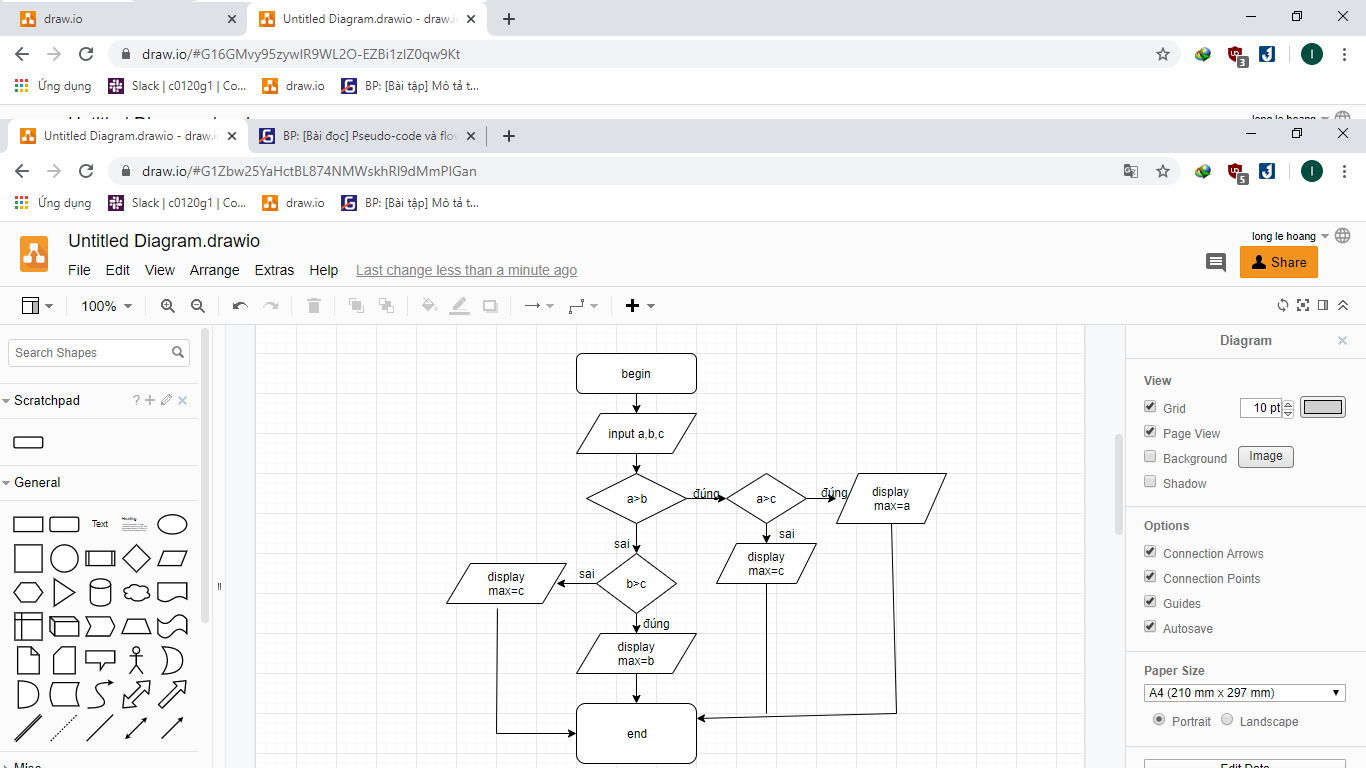 draw.io
Untitled Diagram.drawio - draw.i
draw.io/#G16GMvy95zywIR9WL2O-EZBi1zIZ0qw9Kt
3
I
Ứng dụng
Slack | c0120g1 | Co...
draw.io
BP: [Bài tập] Mô tả t...
Untitled Diagram.drawio - draw.i
BP: [Bài đọc] Pseudo-code và flow
draw.io/#G1Zbw25YaHctBL874NMWskhRI9dMmPIGan
5
I
Ứng dụng
Slack | c0120g1 | Co...
draw.io
BP: [Bài tập] Mô tả t...
Untitled Diagram.drawio
long le hoang
File Edit View Arrange Extras Help Last change less than a minute ago
Share
100%
Search Shapes
Scratchpad
?
General
Text
Heading
Misc
begin
input a,b,c
a>b
đúng
a>c
đúng
display
max=a
sai
sai
display
max=c
display
max=c
sai
b>c
đúng
display
max=b
end
Diagram
View
Grid
10 pt
Page View
Background
Image
Shadow
Options
Connection Arrows
Connection Points
Guides
Autosave
Paper Size
A4 (210 mm x 297 mm)
Portrait Landscape
Edit Data